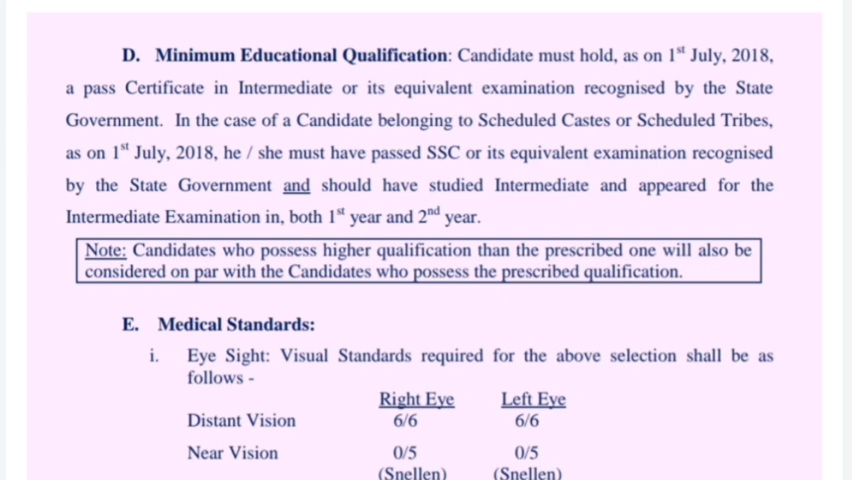 D. Minimum Educational Qualification: Candidate must hold, as on 1st July, 2018,
a pass Certificate in Intermediate or its equivalent examination recognised by the State
Government. In the case of a Candidate belonging to Scheduled Castes or Scheduled Tribes,
as on 1st July, 2018, he / she must have passed SSC or its equivalent examination recognised
by the State Government and should have studied Intermediate and appeared for the
Intermediate Examination in, both 1st year and 2nd year.
Note: Candidates who possess higher qualification than the prescribed one will also be
considered on par with the Candidates who possess the prescribed qualification.
E. Medical Standards:
i. Eye Sight: Visual Standards required for the above selection shall be as
follows -
Right Eye Left Eye
Distant Vision 6/6 6/6
Near Vision 0/5 0/5
(Snellen) (Snellen)